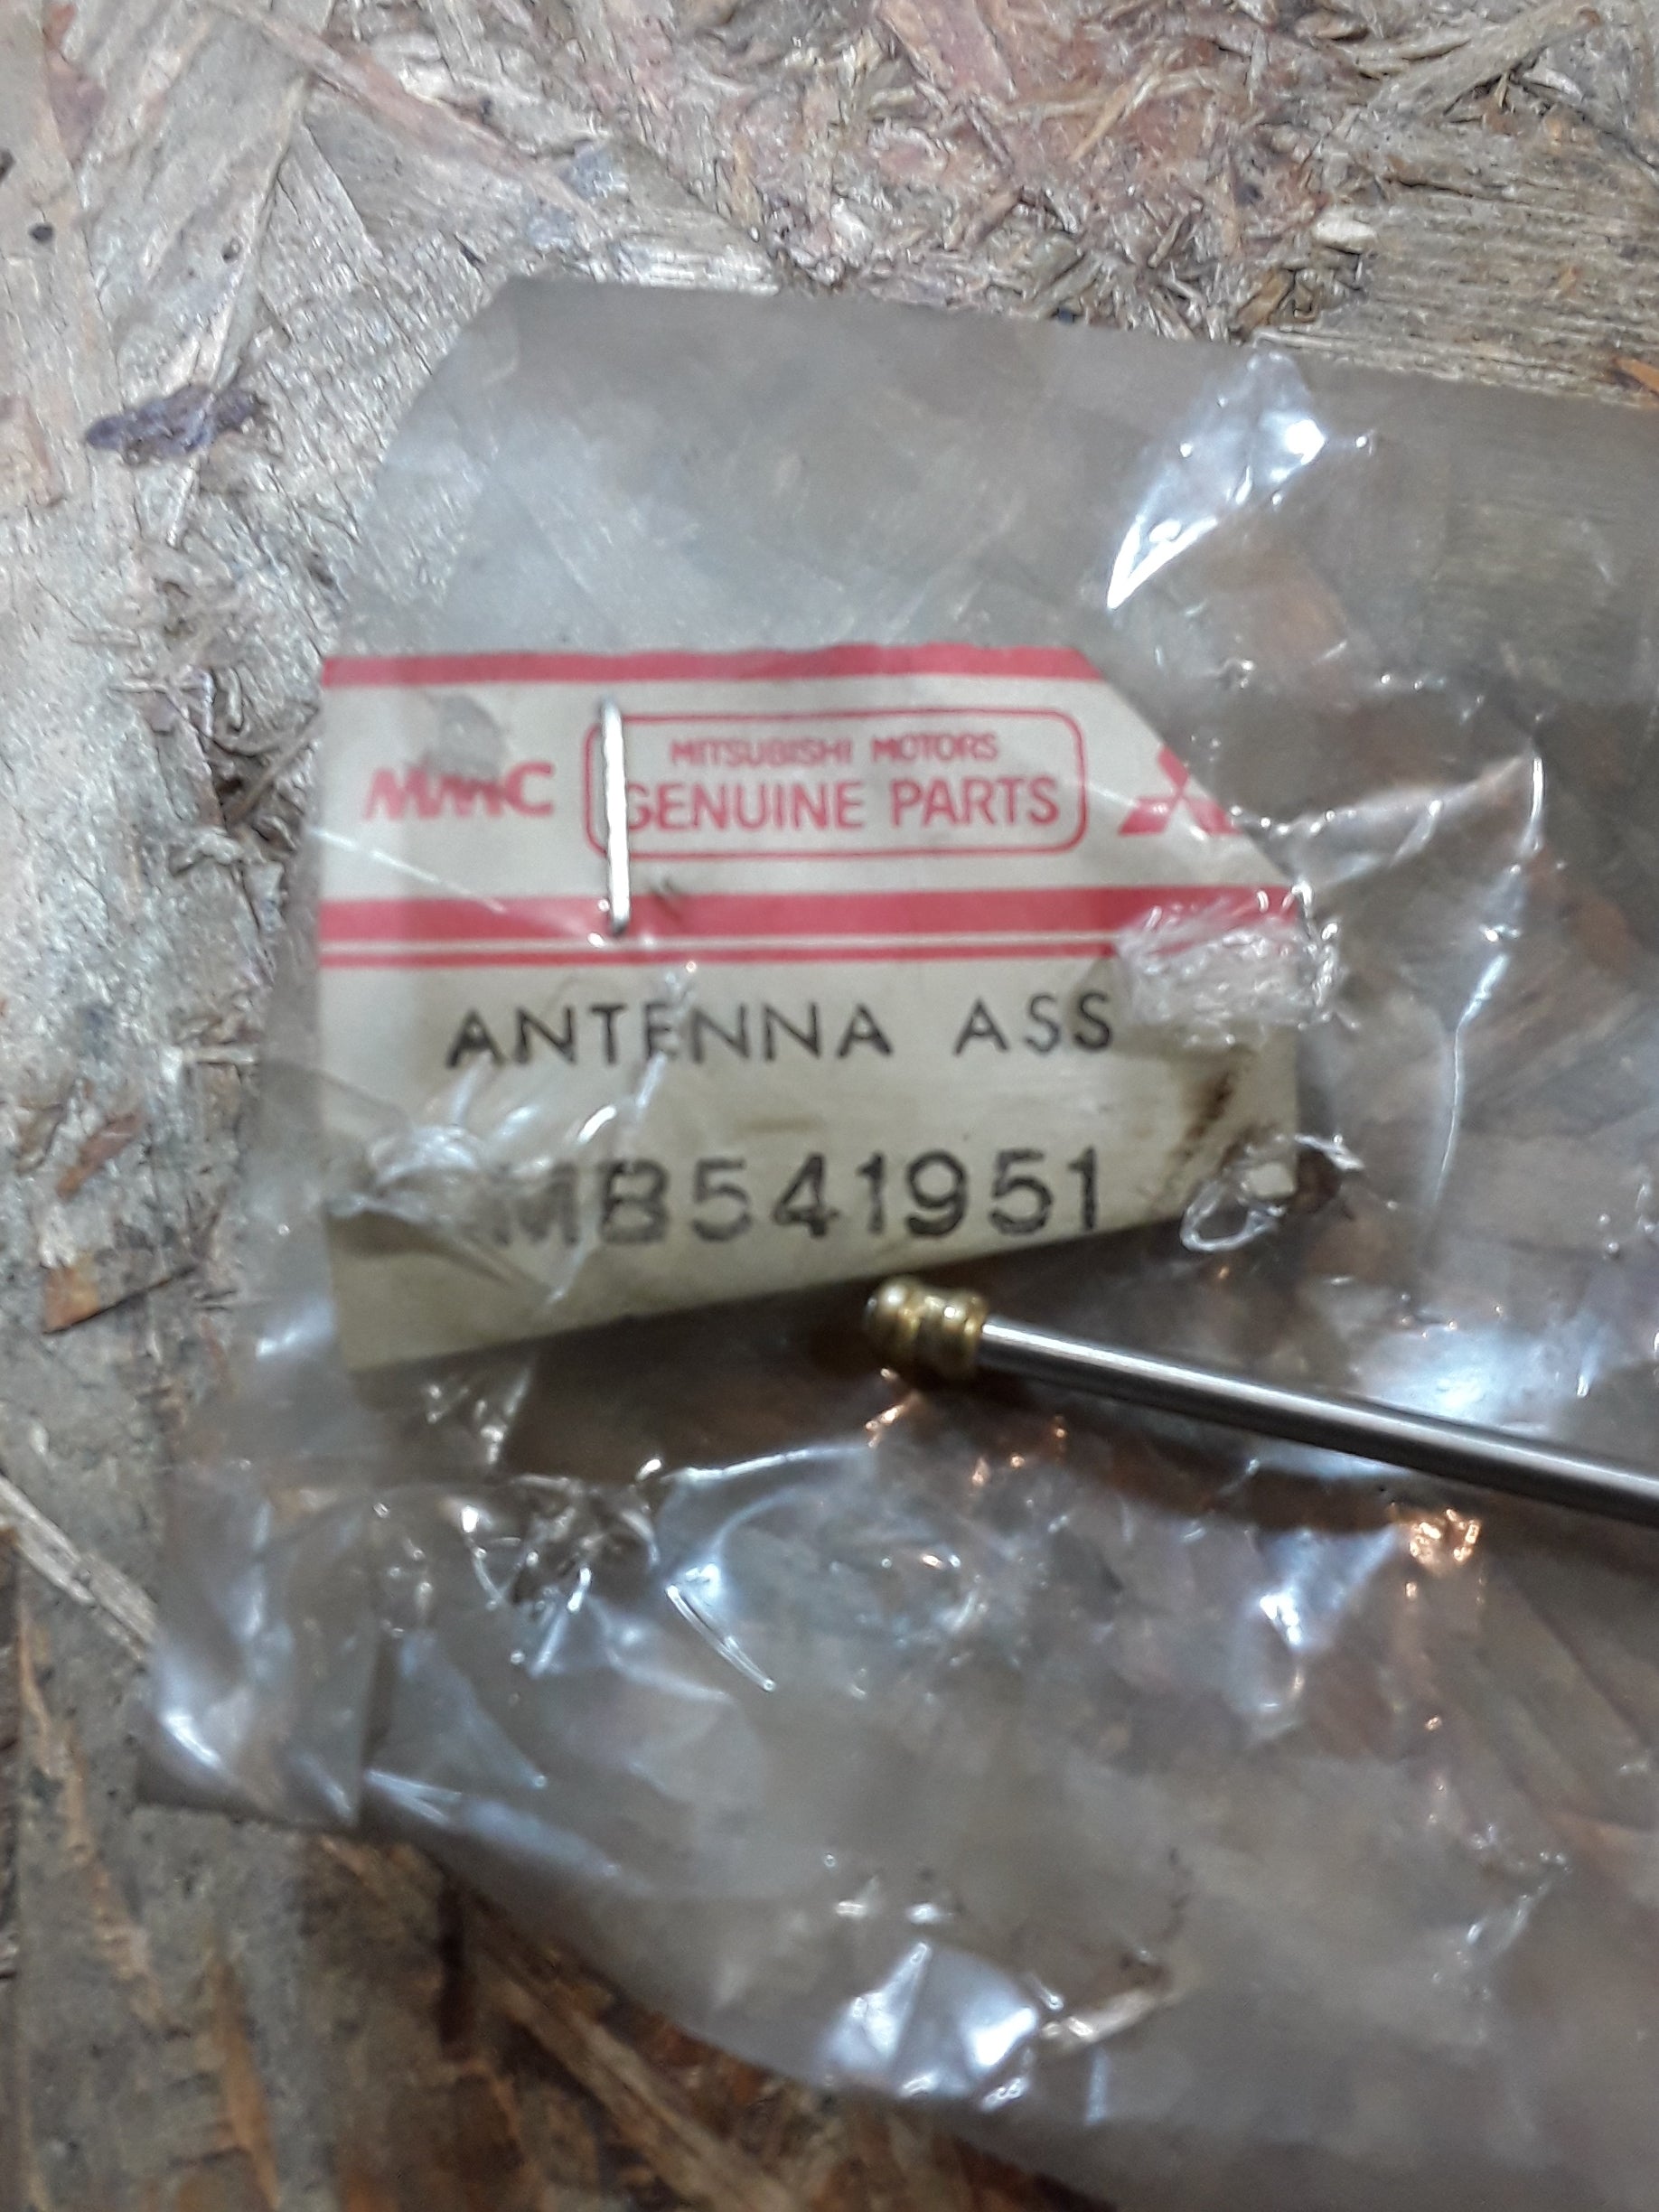 MMC
MITSUBISHI MOTORS
GENUINE PARTS
ANTENNA ASS
MB541951